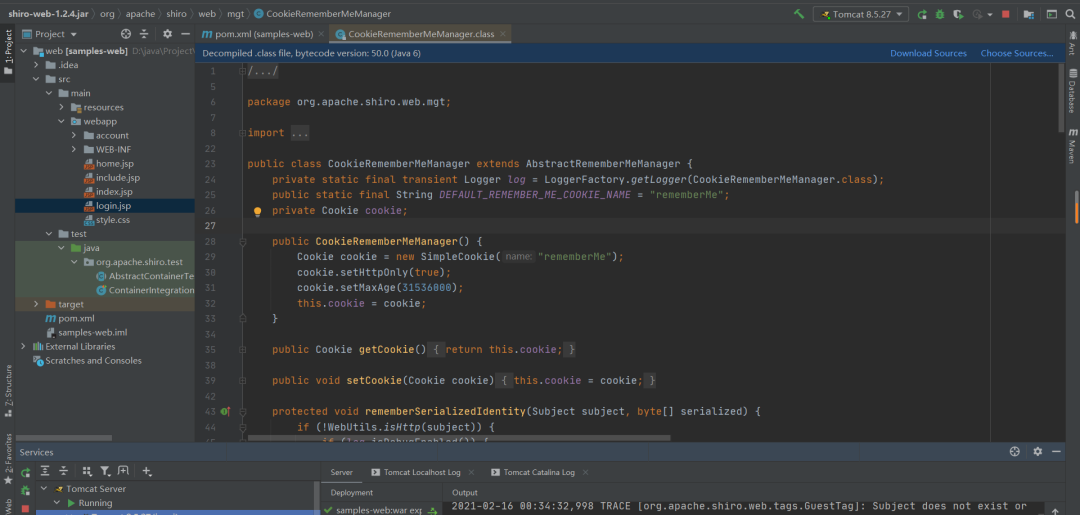 shiro-web-1.2.4.jar › org › apache › shiro › web › mgt › CookieRememberMeManager
Tomcat 8.5.27
Project
pom.xml (samples-web)
CookieRememberMeManager.class
1: Project
web [samples-web] D:\java\Project\
.idea
src
main
resources
webapp
account
WEB-INF
home.jsp
include.jsp
index.jsp
login.jsp
style.css
test
java
org.apache.shiro.test
AbstractContainerTe
ContainerIntegration
target
pom.xml
samples-web.iml
External Libraries
Scratches and Consoles
Decompiled .class file, bytecode version: 50.0 (Java 6)
Download Sources
Choose Sources...
1 /.../
5
6 package org.apache.shiro.web.mgt;
7
8 import ...
22
23 public class CookieRememberMeManager extends AbstractRememberMeManager {
24 private static final transient Logger log = LoggerFactory.getLogger(CookieRememberMeManager.class);
25 public static final String DEFAULT_REMEMBER_ME_COOKIE_NAME = "rememberMe";
26 private Cookie cookie;
27
28 public CookieRememberMeManager() {
29 Cookie cookie = new SimpleCookie( name: "rememberMe");
30 cookie.setHttpOnly(true);
31 cookie.setMaxAge(31536000);
32 this.cookie = cookie;
33 }
34
35 public Cookie getCookie() { return this.cookie; }
38
39 public void setCookie(Cookie cookie) { this.cookie = cookie; }
42
43 protected void rememberSerializedIdentity(Subject subject, byte[] serialized) {
44 if (!WebUtils.isHttp(subject)) {
Ant
Database
Maven
Z: Structure
2: Favorites
Web
Services
Tomcat Server
Running
Server
Tomcat Localhost Log
Tomcat Catalina Log
Deployment
Output
samples-web:war exp
2021-02-16 00:34:32,998 TRACE [org.apache.shiro.web.tags.GuestTag]: Subject does not exist or